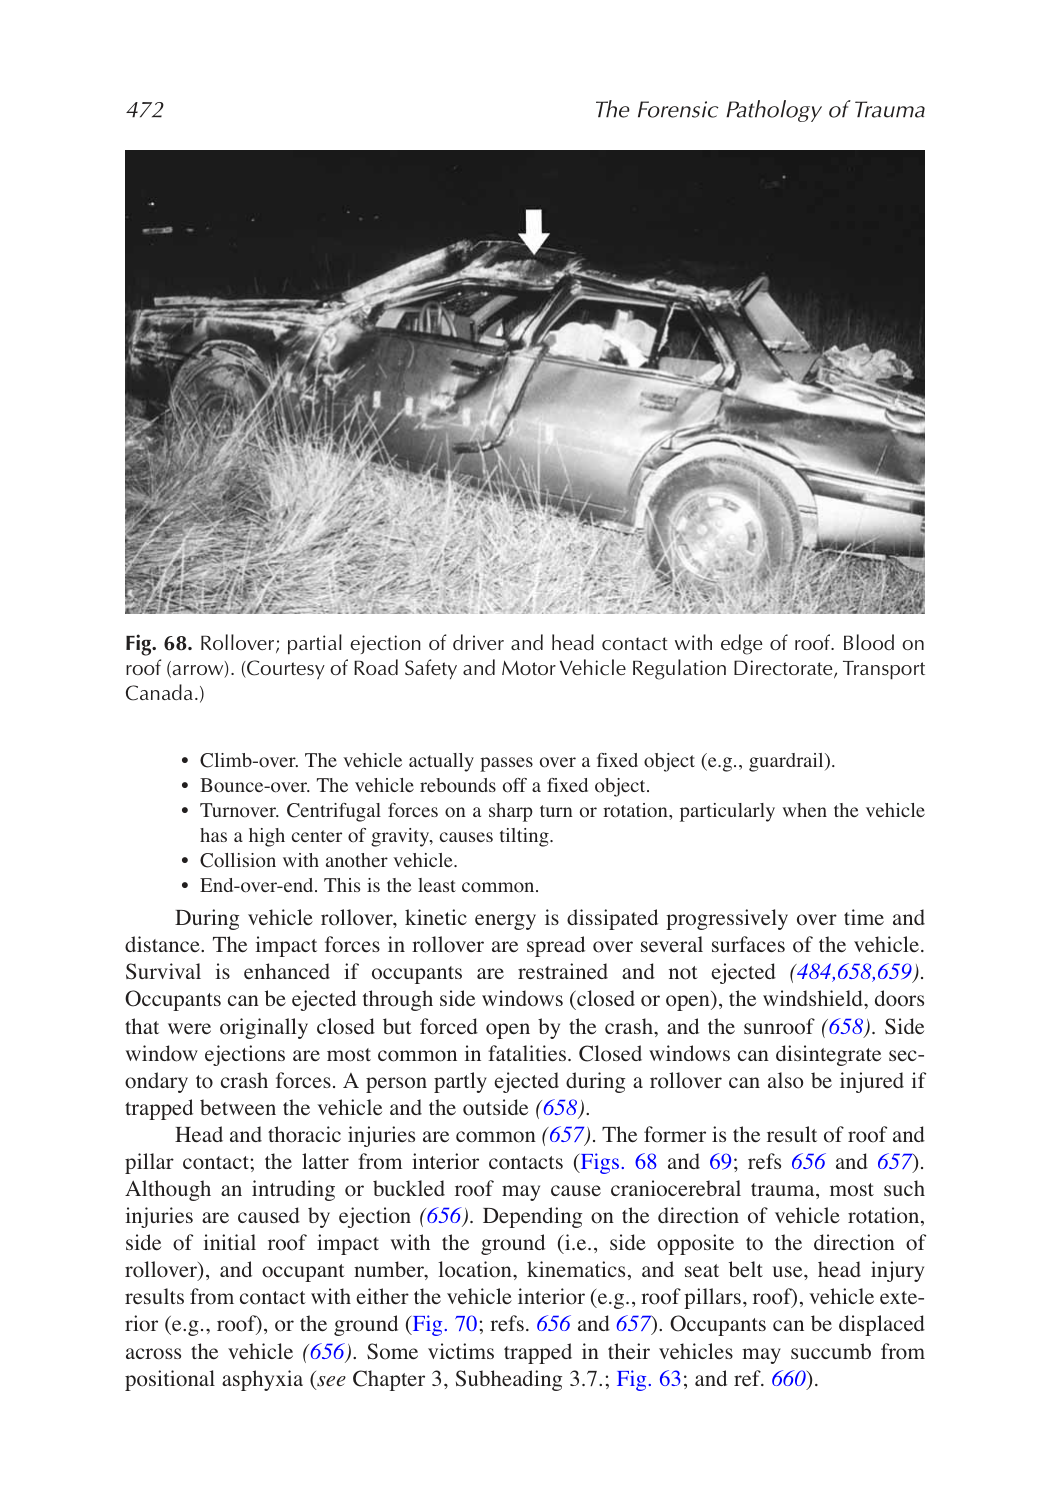 472 The Forensic Pathology of Trauma
Fig. 68. Rollover; partial ejection of driver and head contact with edge of roof. Blood on
roof (arrow). (Courtesy of Road Safety and Motor Vehicle Regulation Directorate, Transport
Canada.)
• Climb-over. The vehicle actually passes over a fixed object (e.g., guardrail).
• Bounce-over. The vehicle rebounds off a fixed object.
• Turnover. Centrifugal forces on a sharp turn or rotation, particularly when the vehicle
has a high center of gravity, causes tilting.
• Collision with another vehicle.
• End-over-end. This is the least common.
During vehicle rollover, kinetic energy is dissipated progressively over time and
distance. The impact forces in rollover are spread over several surfaces of the vehicle.
Survival is enhanced if occupants are restrained and not ejected (484,658,659).
Occupants can be ejected through side windows (closed or open), the windshield, doors
that were originally closed but forced open by the crash, and the sunroof (658). Side
window ejections are most common in fatalities. Closed windows can disintegrate sec-
ondary to crash forces. A person partly ejected during a rollover can also be injured if
trapped between the vehicle and the outside (658).
Head and thoracic injuries are common (657). The former is the result of roof and
pillar contact; the latter from interior contacts (Figs. 68 and 69; refs 656 and 657).
Although an intruding or buckled roof may cause craniocerebral trauma, most such
injuries are caused by ejection (656). Depending on the direction of vehicle rotation,
side of initial roof impact with the ground (i.e., side opposite to the direction of
rollover), and occupant number, location, kinematics, and seat belt use, head injury
results from contact with either the vehicle interior (e.g., roof pillars, roof), vehicle exte-
rior (e.g., roof), or the ground (Fig. 70; refs. 656 and 657). Occupants can be displaced
across the vehicle (656). Some victims trapped in their vehicles may succumb from
positional asphyxia (see Chapter 3, Subheading 3.7.; Fig. 63; and ref. 660).